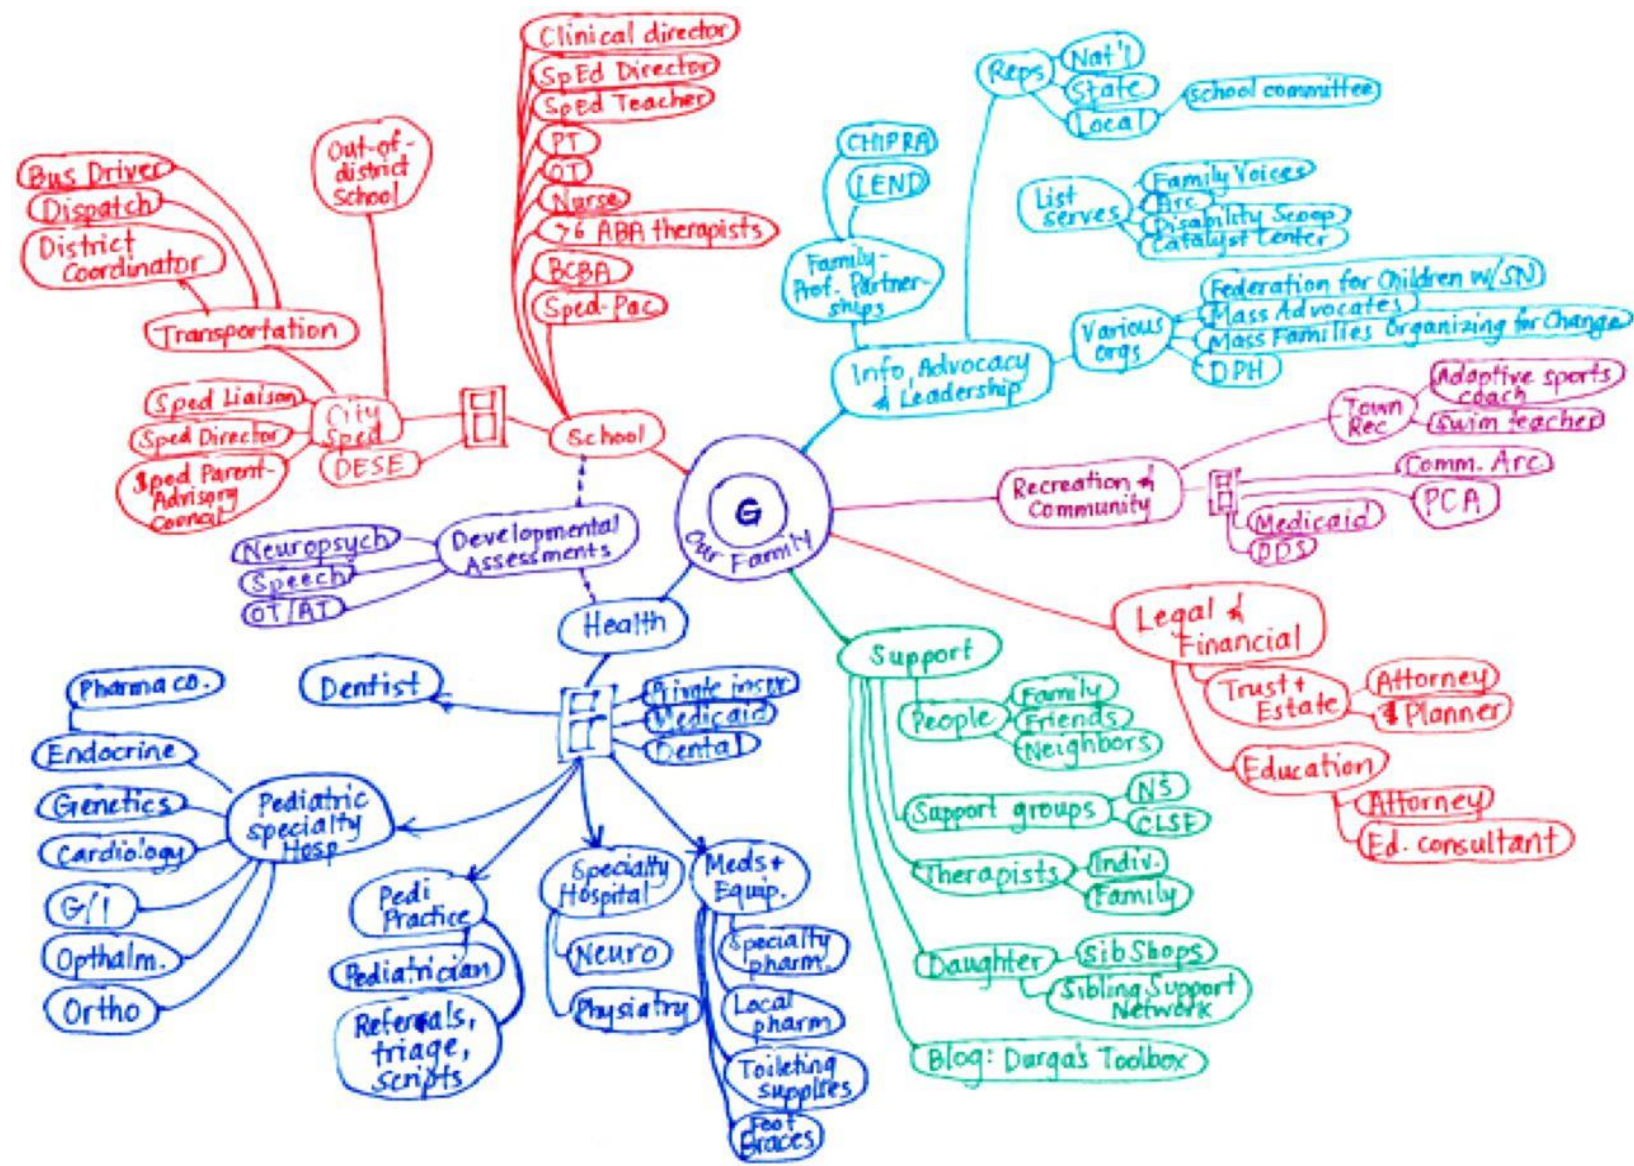 Clinical director
SpEd Director
SpEd Teacher
PT
OT
Nurse
>6 ABA therapists
BCBA
Sped-Pac
School
Out-of-
district
School
Bus Driver
Dispatch
District
Coordinator
Transportation
Sped Liaison
Sped Director
Sped Parent-
Advisory
Council
City
Sped
DESE
Developmental
Assessments
Neuropsych
Speech
OT/AT
G
Our Family
Info, Advocacy
& Leadership
Family-
Prof. Partner-
ships
CHIPRA
LEND
Reps
Nat'l
State
Local
School committee
List
serves
Family Voices
Arc
Disability Scoop
Catalyst Center
Various
orgs
Federation for Children w/SN
Mass Advocates
Mass Families Organizing for Change
DPH
Recreation &
Community
Town
Rec
Adaptive sports
coach
Swim teacher
Comm. Arc
PCA
Medicaid
DDS
Legal &
Financial
Trust +
Estate
Attorney
$ Planner
Education
Attorney
Ed. consultant
Support
People
Family
Friends
Neighbors
Support groups
NS
CLSF
Therapists
Indiv.
Family
Daughter
SibShops
Sibling Support
Network
Blog: Durga's Toolbox
Health
Private insur
Medicaid
Dental
Dentist
Pediatric
specialty
Hosp
Pharma co.
Endocrine
Genetics
Cardiology
G/I
Opthalm.
Ortho
Pedi
Practice
Pediatrician
Referrals,
triage,
scripts
Specialty
Hospital
Neuro
Physiatry
Meds +
Equip.
Specialty
pharm.
Local
pharm
Toileting
supplies
Foot
Braces